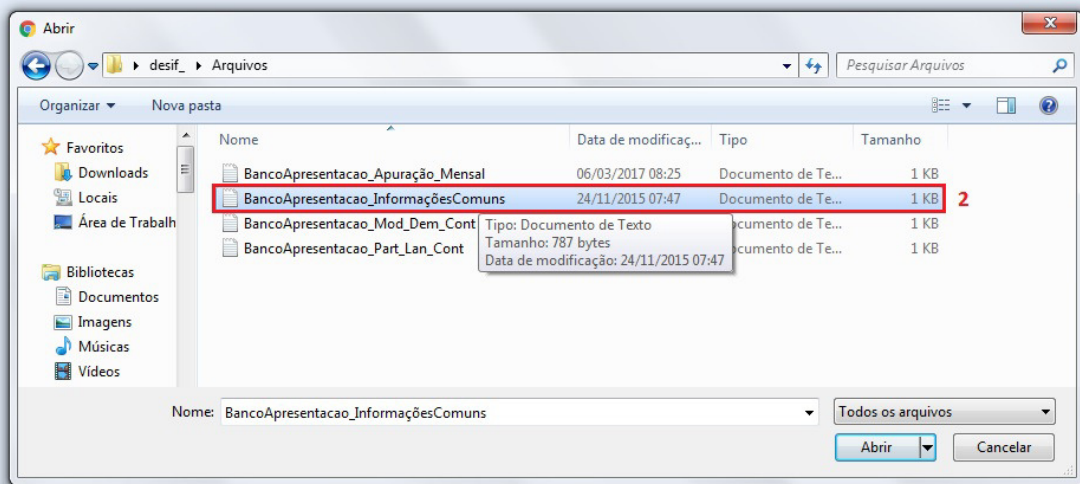 Abrir
desif_ Arquivos Pesquisar Arquivos
Organizar Nova pasta
Favoritos
Downloads
Locais
Área de Trabalh
Bibliotecas
Documentos
Imagens
Músicas
Vídeos
Nome Data de modificaç... Tipo Tamanho
BancoApresentacao_Apuração_Mensal 06/03/2017 08:25 Documento de Te... 1 KB
BancoApresentacao_InformaçõesComuns 24/11/2015 07:47 Documento de Te... 1 KB 2
BancoApresentacao_Mod_Dem_Cont ocumento de Te... 1 KB
BancoApresentacao_Part_Lan_Cont ocumento de Te... 1 KB
Tipo: Documento de Texto
Tamanho: 787 bytes
Data de modificação: 24/11/2015 07:47
Nome: BancoApresentacao_InformaçõesComuns Todos os arquivos
Abrir Cancelar